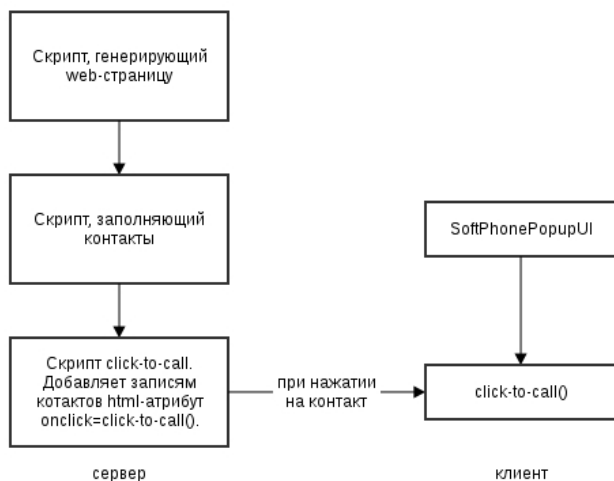 Скрипт, генерирующий
web-страницу
Скрипт, заполняющий
контакты
SoftPhonePopupUI
Скрипт click-to-call.
Добавляет записям
котактов html-атрибут
onclick=click-to-call().
при нажатии
на контакт
click-to-call()
сервер
клиент